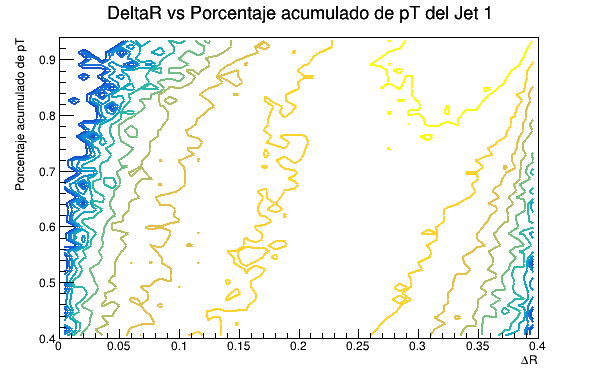 DeltaR vs Porcentaje acumulado de pT del Jet 1
Porcentaje acumulado de pT
0.9
0.8
0.7
0.6
0.5
0.4
0 0.05 0.1 0.15 0.2 0.25 0.3 0.35 0.4
ΔR